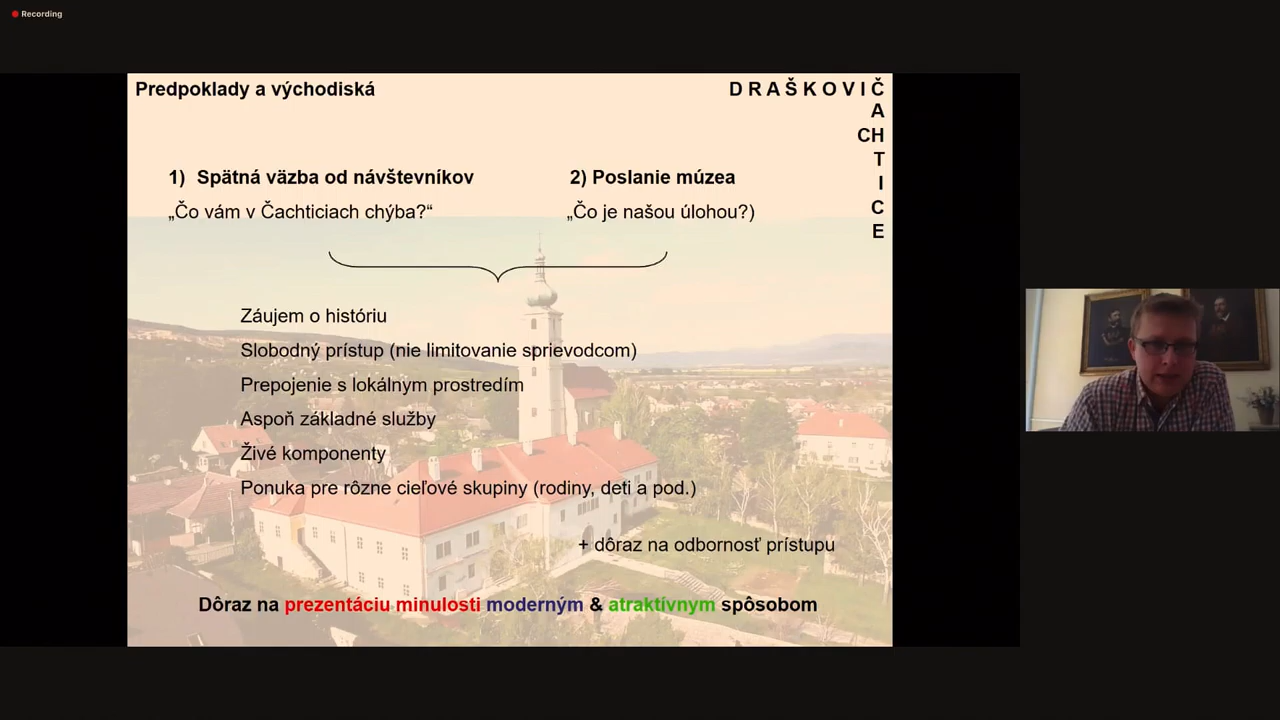 Recording
Predpoklady a východiská
D R A Š K O V I Č
A
CH
T
I
C
E
1) Spätná väzba od návštevníkov
„Čo vám v Čachticiach chýba?“
2) Poslanie múzea
„Čo je našou úlohou?)
Záujem o históriu
Slobodný prístup (nie limitovanie sprievodcom)
Prepojenie s lokálnym prostredím
Aspoň základné služby
Živé komponenty
Ponuka pre rôzne cieľové skupiny (rodiny, deti a pod.)
+ dôraz na odbornosť prístupu
Dôraz na prezentáciu minulosti moderným & atraktívnym spôsobom